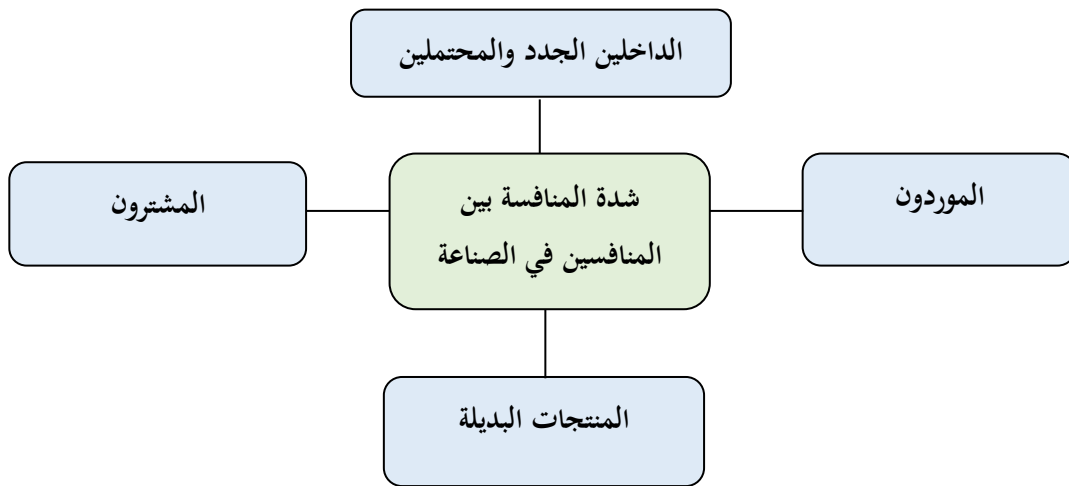 الداخلين الجدد والمحتملين
الموردون
شدة المنافسة بين
المنافسين في الصناعة
المشترون
المنتجات البديلة